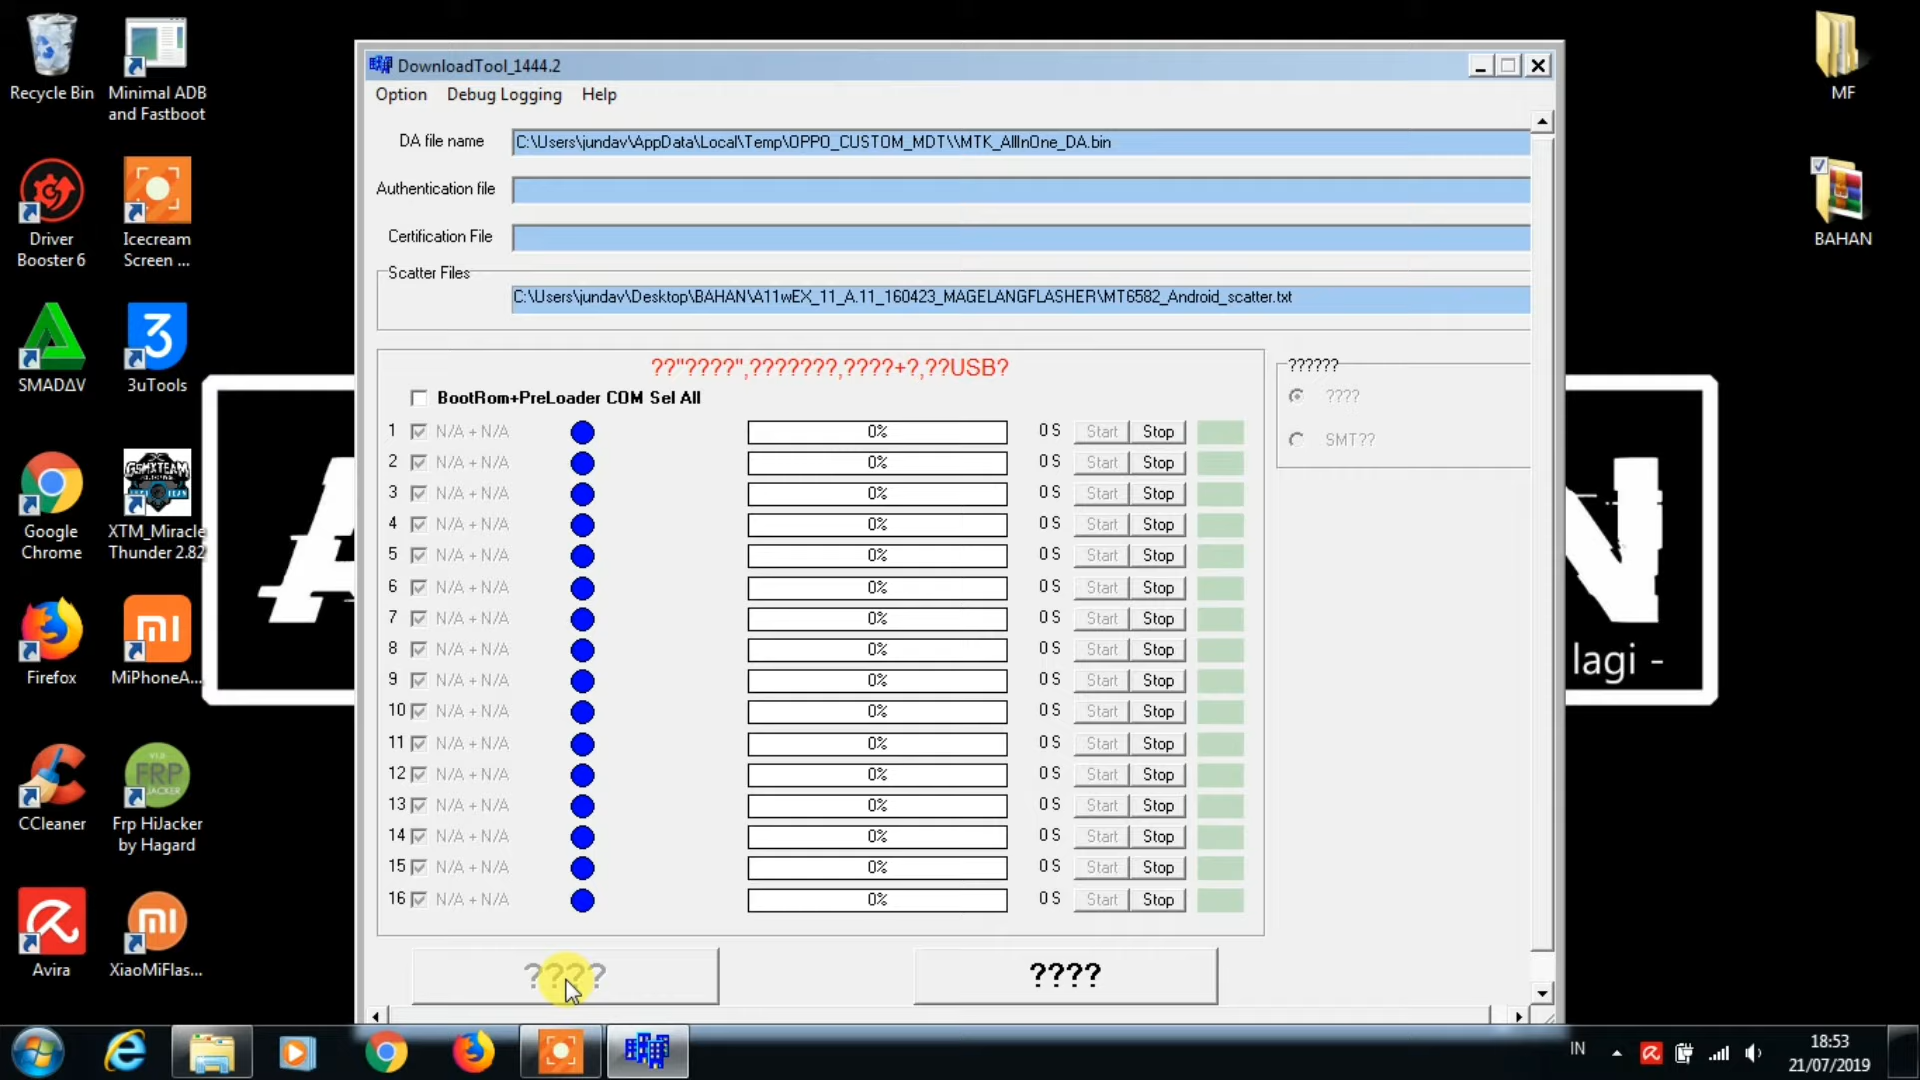 Recycle Bin
Minimal ADB
and Fastboot
Driver
Booster 6
Icecream
Screen ...
SMADΔV
3uTools
Google
Chrome
GSMXTEAM
XTM_Miracle
Thunder 2.82
Firefox
MiPhoneA...
CCleaner
FRP
Frp HiJacker
by Hagard
Avira
XiaoMiFlas...
DownloadTool_1444.2
Option Debug Logging Help
DA file name C:\Users\jundav\AppData\Local\Temp\OPPO_CUSTOM_MDT\\MTK_AllInOne_DA.bin
Authentication file
Certification File
Scatter Files
C:\Users\jundav\Desktop\BAHAN\A11wEX_11_A.11_160423_MAGELANGFLASHER\MT6582_Android_scatter.txt
??"????",???????,????+?,??USB?
BootRom+PreLoader COM Sel All
1 N/A + N/A 0% 0 S Start Stop
2 N/A + N/A 0% 0 S Start Stop
3 N/A + N/A 0% 0 S Start Stop
4 N/A + N/A 0% 0 S Start Stop
5 N/A + N/A 0% 0 S Start Stop
6 N/A + N/A 0% 0 S Start Stop
7 N/A + N/A 0% 0 S Start Stop
8 N/A + N/A 0% 0 S Start Stop
9 N/A + N/A 0% 0 S Start Stop
10 N/A + N/A 0% 0 S Start Stop
11 N/A + N/A 0% 0 S Start Stop
12 N/A + N/A 0% 0 S Start Stop
13 N/A + N/A 0% 0 S Start Stop
14 N/A + N/A 0% 0 S Start Stop
15 N/A + N/A 0% 0 S Start Stop
16 N/A + N/A 0% 0 S Start Stop
???? ????
??????
????
SMT??
MF
BAHAN
lagi -
IN
18:53
21/07/2019